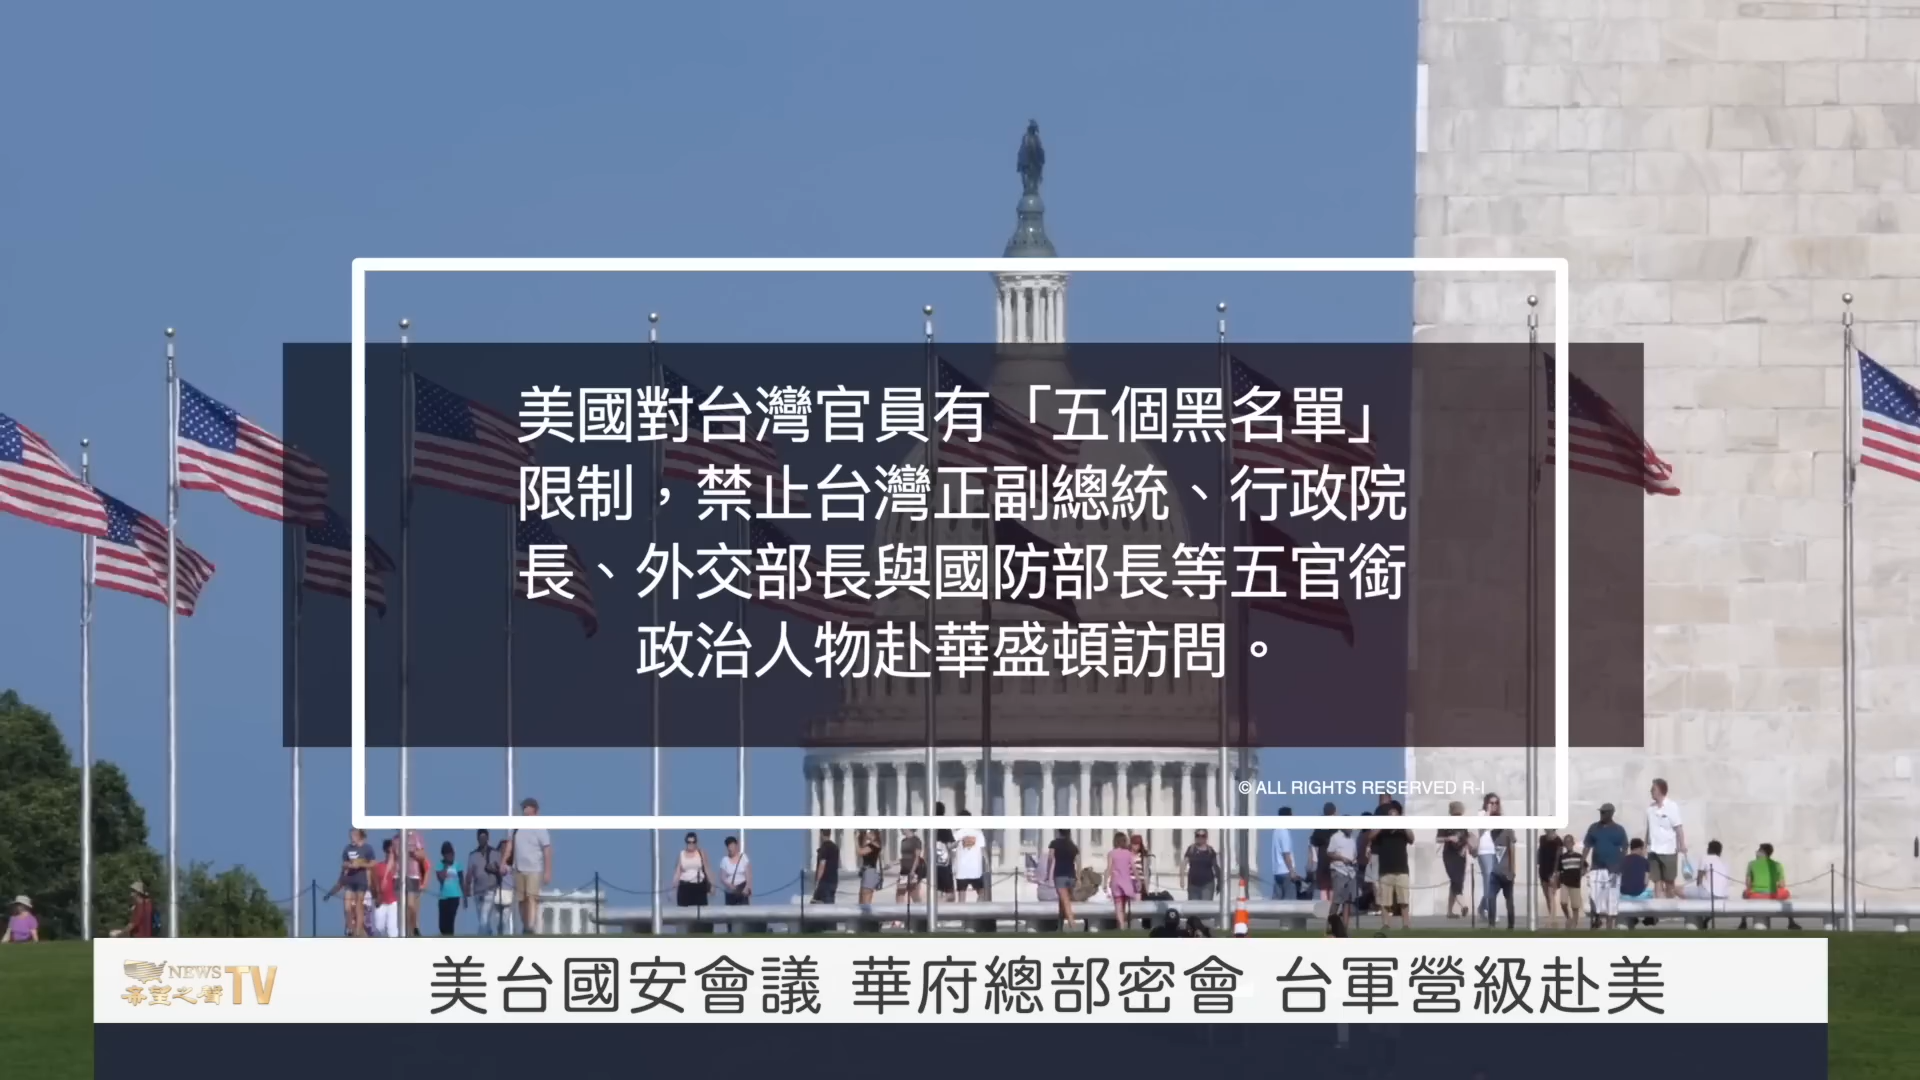 美國對台灣官員有「五個黑名單」
限制，禁止台灣正副總統、行政院
長、外交部長與國防部長等五官銜
政治人物赴華盛頓訪問。
©ALL RIGHTS RESERVED R-I
NEWS
希望之聲TV
美台國安會議 華府總部密會 台軍營級赴美